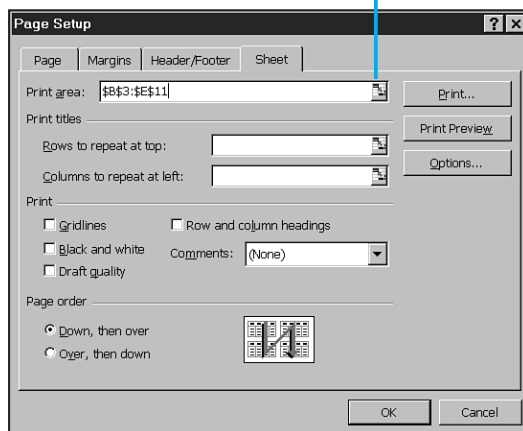 Page Setup
Page Margins Header/Footer Sheet
Print area: $B$3:$E$11 Print...
Print titles
Print Preview
Rows to repeat at top:
Options...
Columns to repeat at left:
Print
Gridlines Row and column headings
Black and white Comments: (None)
Draft quality
Page order
Down, then over
Over, then down
OK Cancel